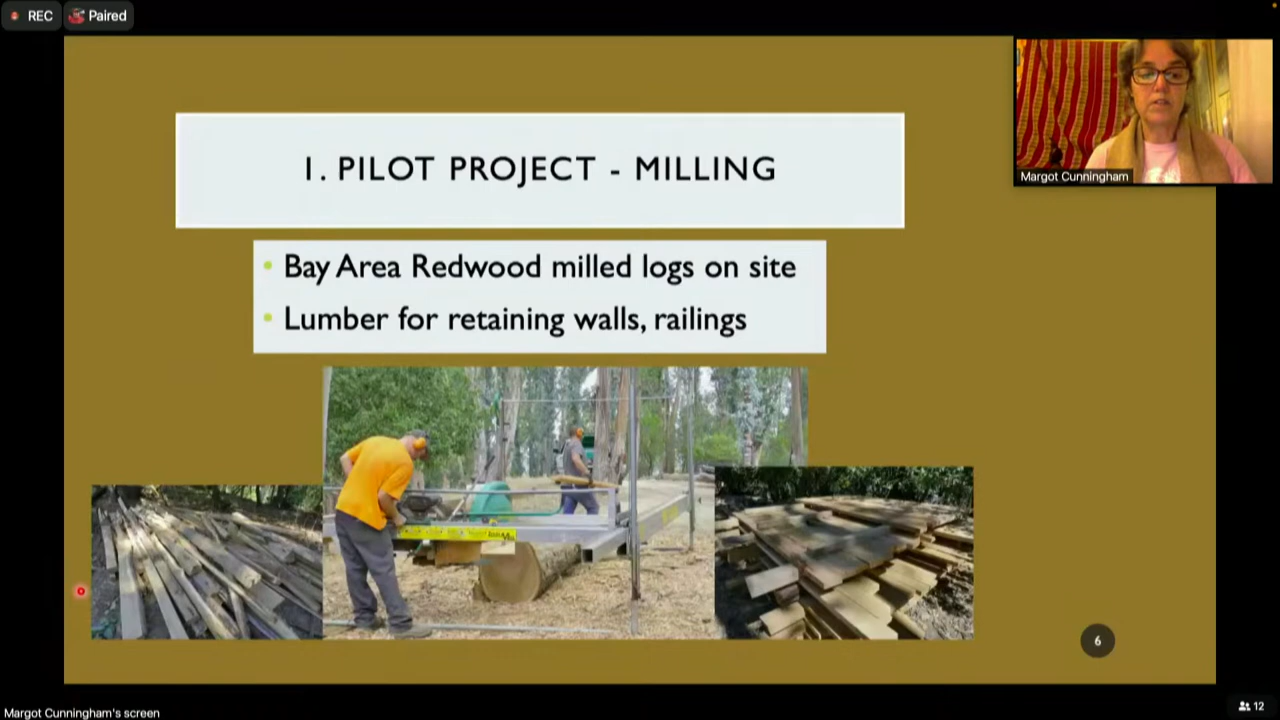 REC
Paired
1. PILOT PROJECT - MILLING
Margot Cunningham
• Bay Area Redwood milled logs on site
• Lumber for retaining walls, railings
6
Margot Cunningham's screen
12